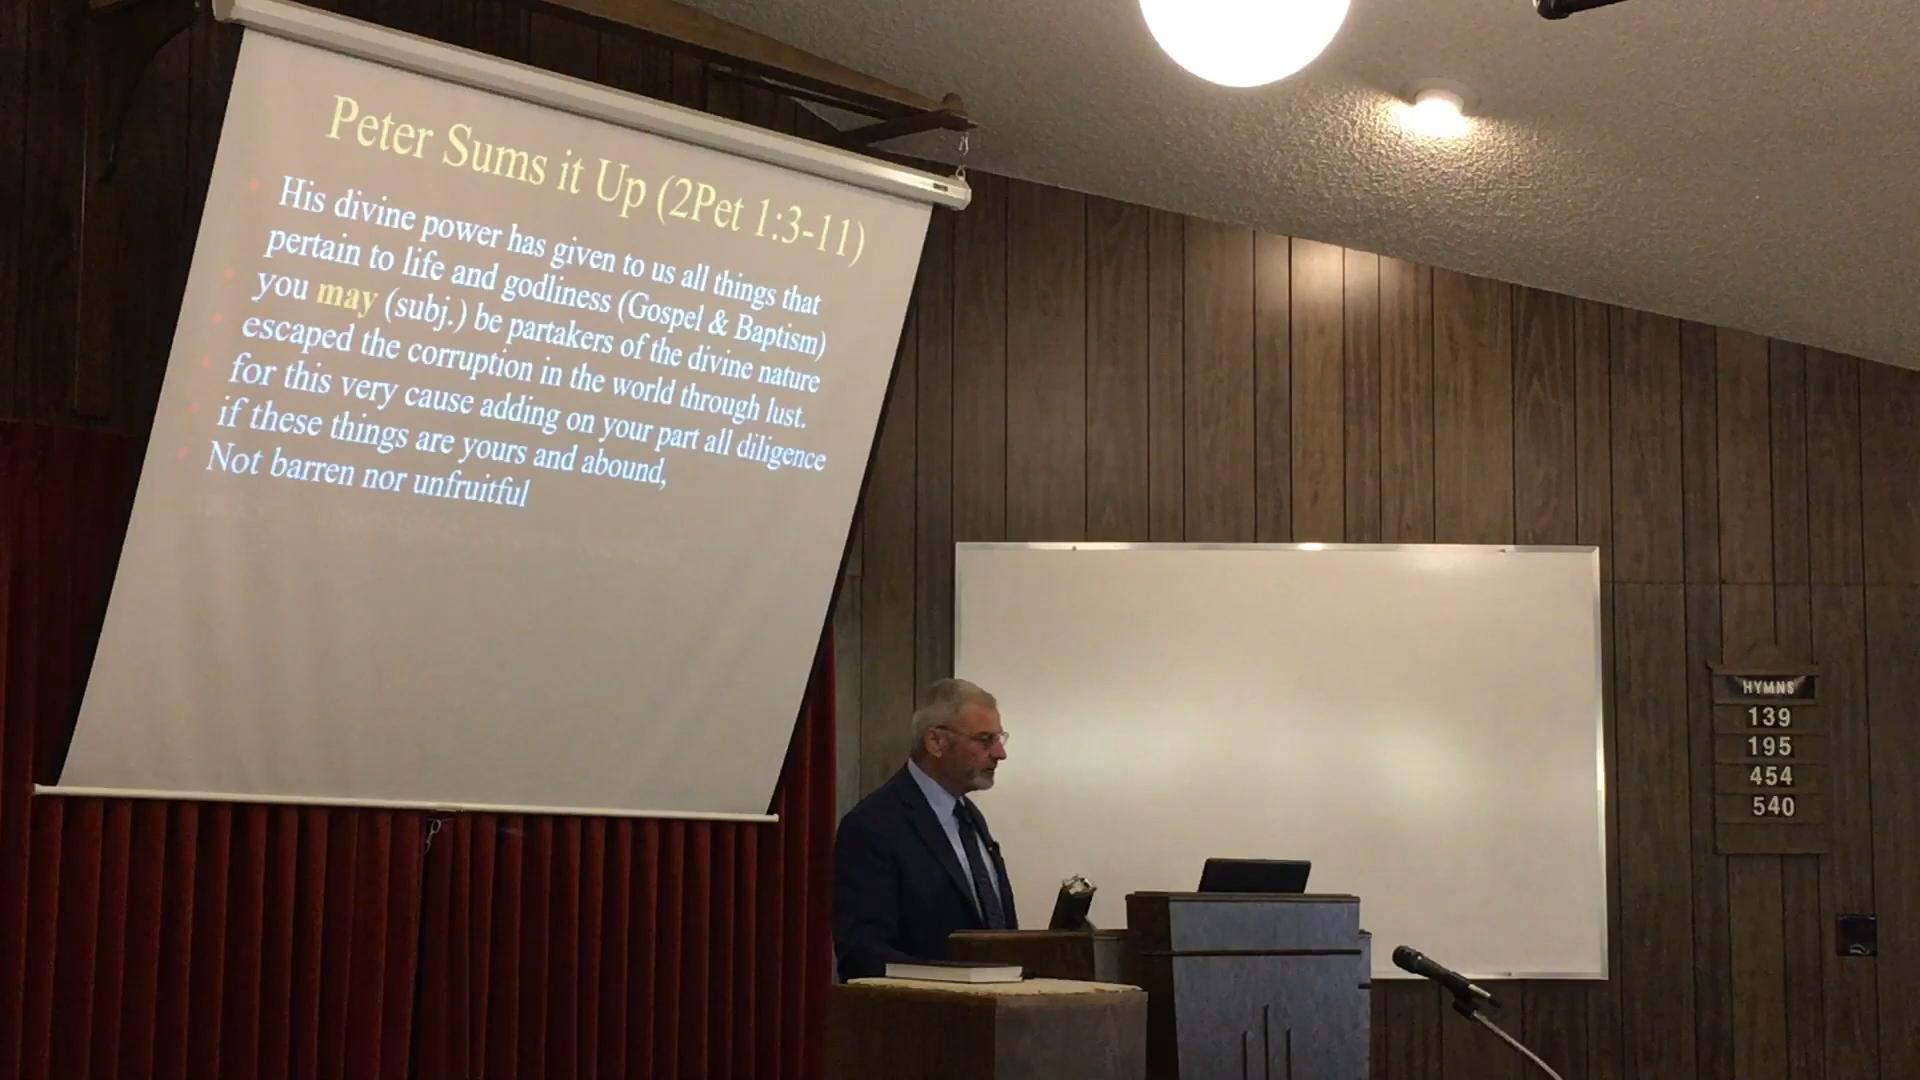 Peter Sums it Up (2Pet 1:3-11)
His divine power has given to us all things that
pertain to life and godliness (Gospel & Baptism)
you may (subj.) be partakers of the divine nature
escaped the corruption in the world through lust.
for this very cause adding on your part all diligence
if these things are yours and abound,
Not barren nor unfruitful
HYMNS
139
195
454
540